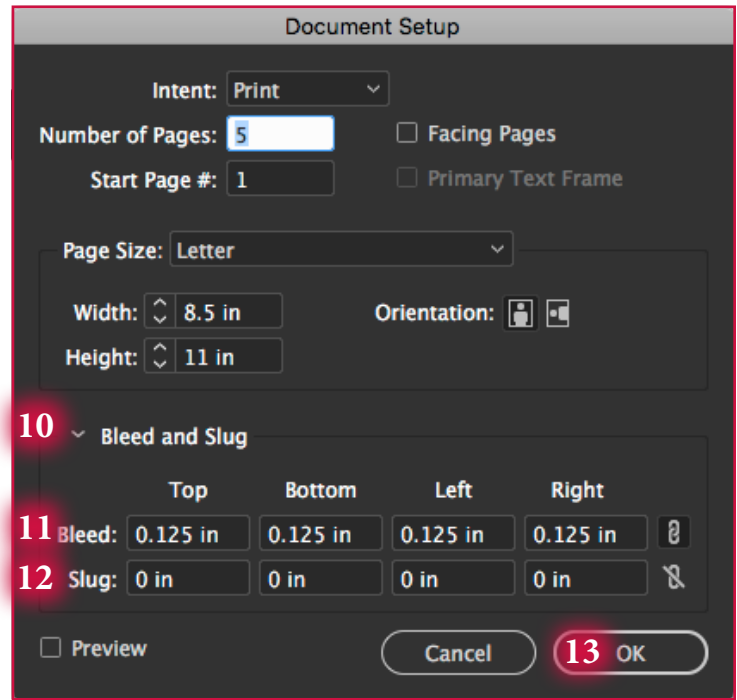 Document Setup
Intent: Print
Number of Pages: 5 Facing Pages
Start Page #: 1 Primary Text Frame
Page Size: Letter
Width: 8.5 in Orientation:
Height: 11 in
10 Bleed and Slug
Top Bottom Left Right
11 Bleed: 0.125 in 0.125 in 0.125 in 0.125 in
12 Slug: 0 in 0 in 0 in 0 in
Preview Cancel 13 OK